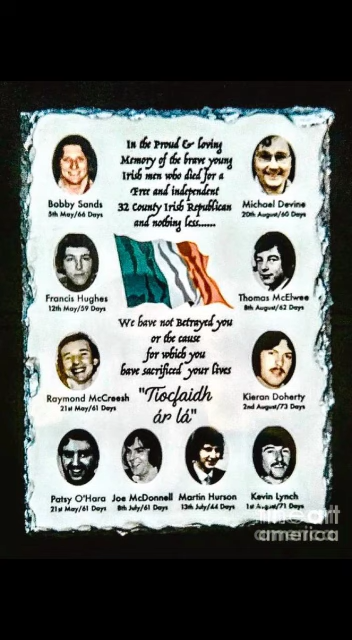 In the Proud & loving
Memory of the brave young
Irish men who died for a
Free and independent
32 County Irish Republican
and nothing less......
Bobby Sands
5th May/66 Days
Michael Devine
20th August/60 Days
Francis Hughes
12th May/59 Days
Thomas McElwee
8th August/62 Days
We have not Betrayed you
or the cause
for which you
have sacrificed your lives
Raymond McCreesh
21st May/61 Days
Kieran Doherty
2nd August/73 Days
"Tiocfaidh
ár lá"
Patsy O'Hara
21st May/61 Days
Joe McDonnell
8th July/61 Days
Martin Hurson
13th July/44 Days
Kevin Lynch
1st August/71 Days
fine art
america